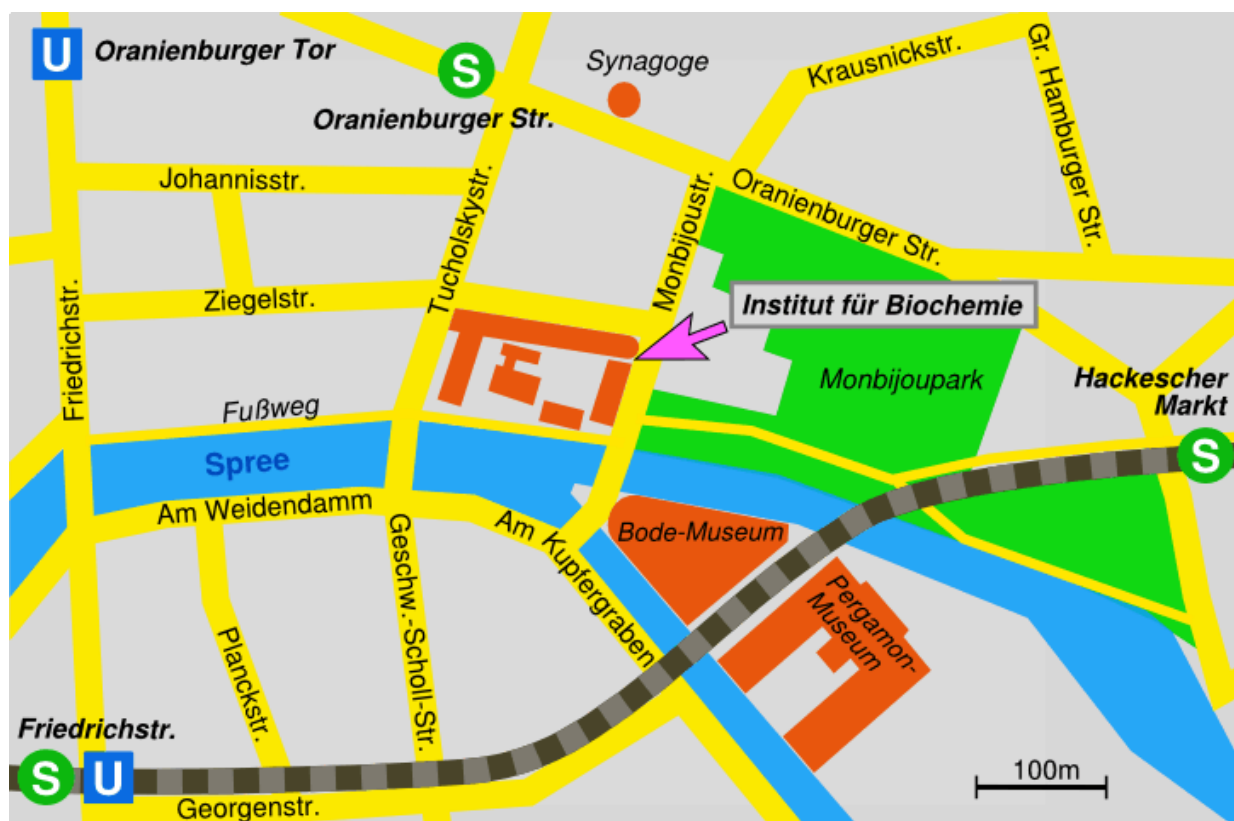 U
Oranienburger Tor
S
Oranienburger Str.
Synagoge
Krausnickstr.
Gr. Hamburger Str.
Johannisstr.
Tucholskystr.
Monbijoustr.
Oranienburger Str.
Ziegelstr.
Friedrichstr.
Institut für Biochemie
Monbijoupark
Hackescher
Markt
S
Fußweg
Spree
Am Weidendamm
Am Kupfergraben
Bode-Museum
Pergamon-
Museum
Geschw.-Scholl-Str.
Planckstr.
Friedrichstr.
S
U
Georgenstr.
100m